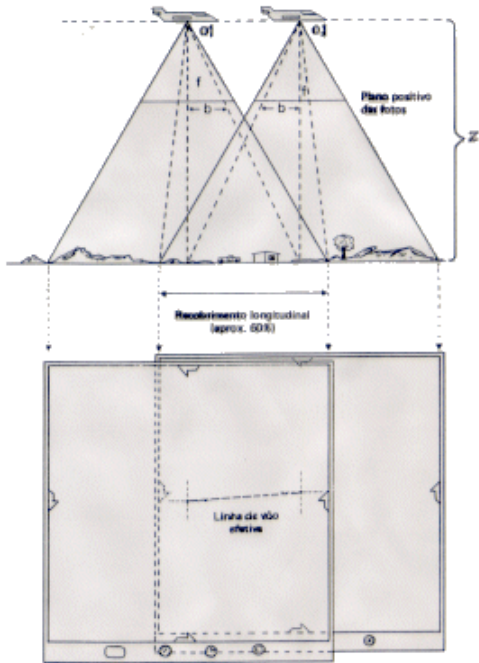 O₁
O₂
f
f
b
b
Plano positivo
das fotos
Z
Recobrimento longitudinal
(aprox. 60%)
Linha de vôo
efetiva